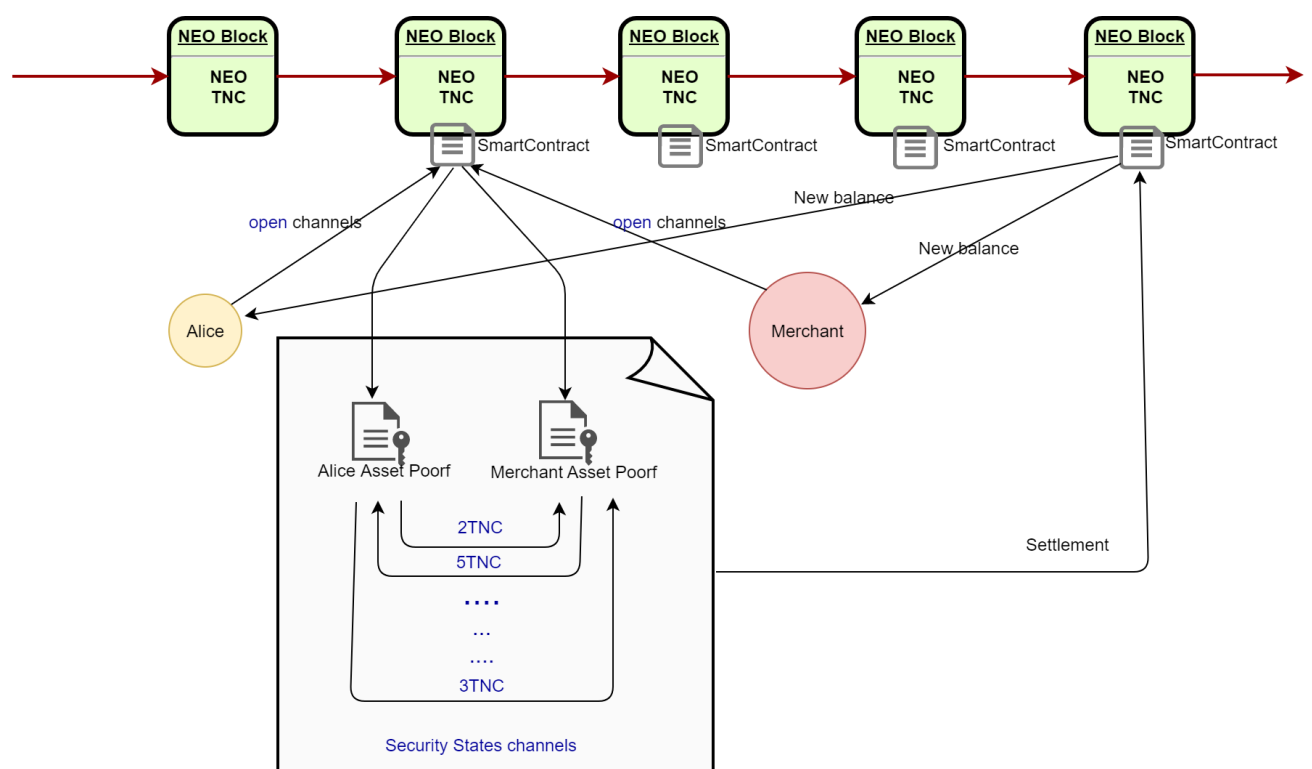 NEO Block
NEO
TNC
NEO Block
NEO
TNC
SmartContract
NEO Block
NEO
TNC
SmartContract
NEO Block
NEO
TNC
SmartContract
NEO Block
NEO
TNC
SmartContract
open channels
open channels
New balance
New balance
Alice
Merchant
Alice Asset Poorf
Merchant Asset Poorf
2TNC
5TNC
....
...
....
3TNC
Security States channels
Settlement